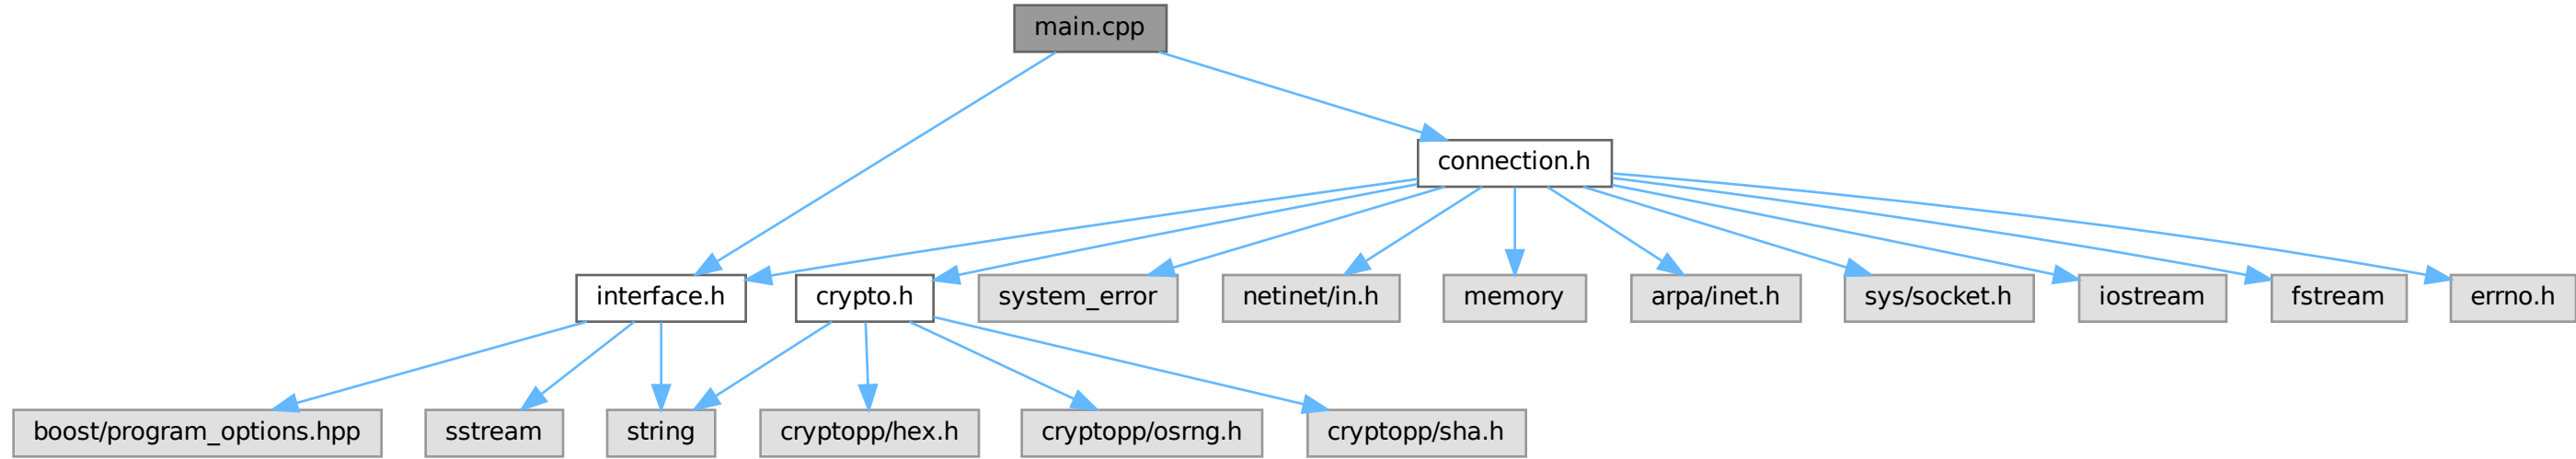 main.cpp
connection.h
interface.h
crypto.h
system_error
netinet/in.h
memory
arpa/inet.h
sys/socket.h
iostream
fstream
errno.h
boost/program_options.hpp
sstream
string
cryptopp/hex.h
cryptopp/osrng.h
cryptopp/sha.h